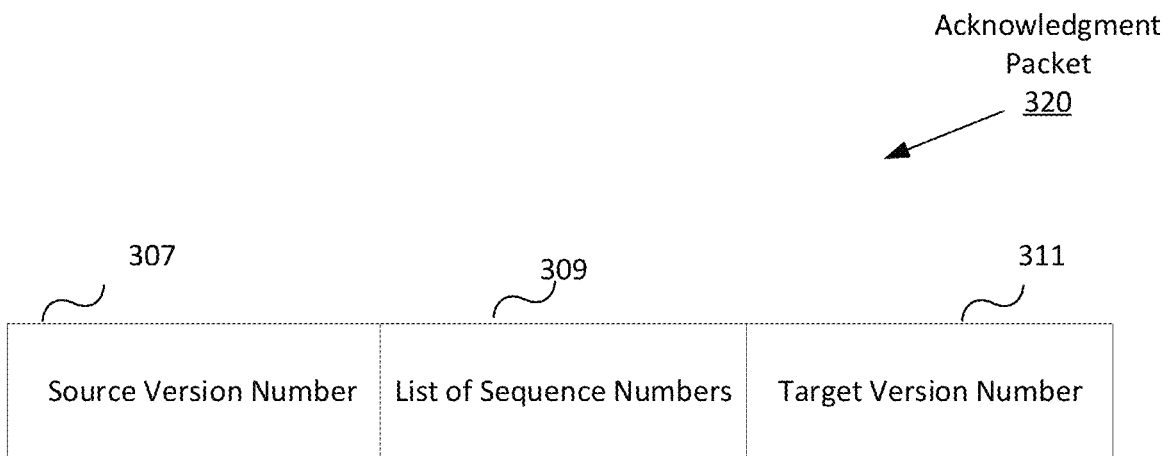 Acknowledgment
Packet
320
307
309
311
Source Version Number
List of Sequence Numbers
Target Version Number